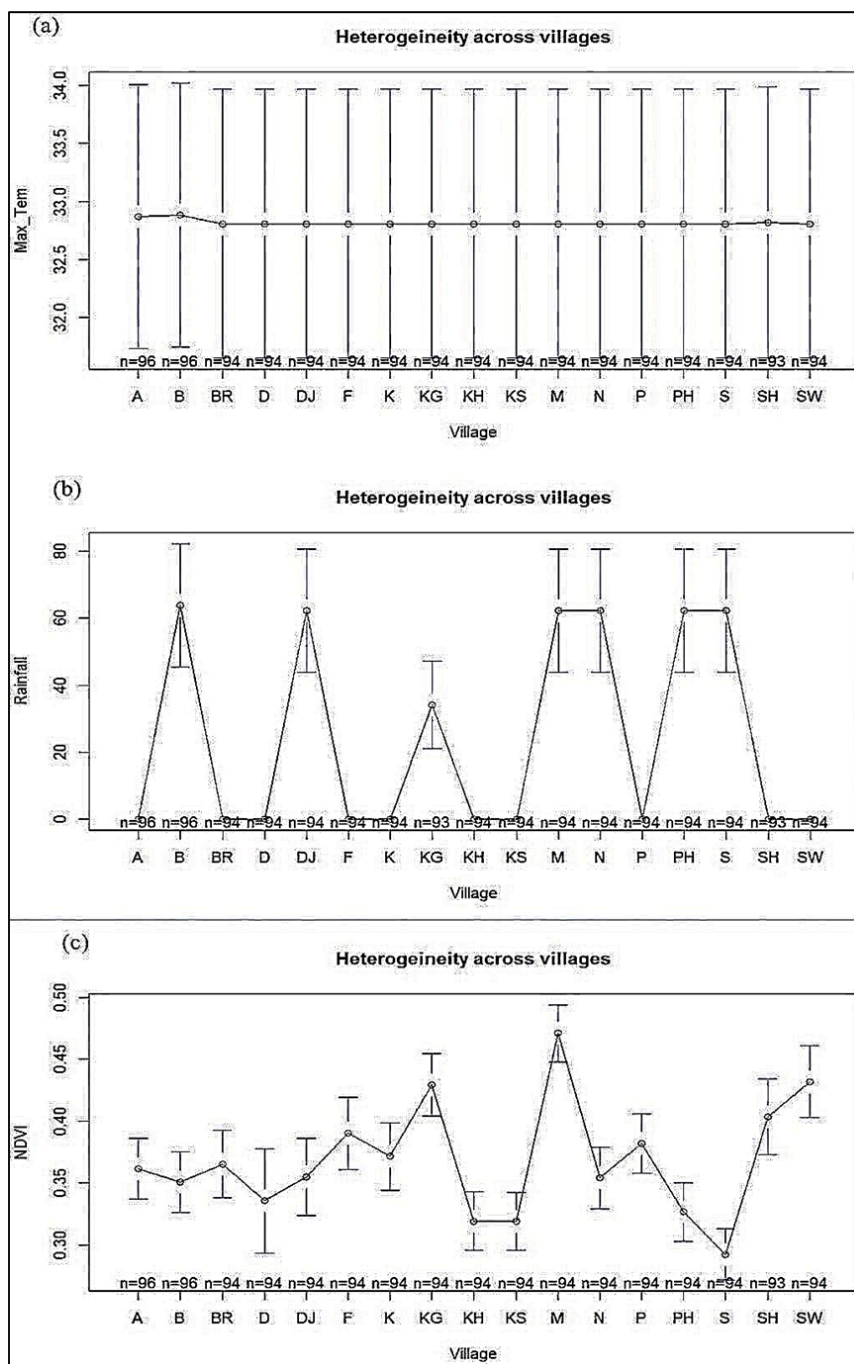 (a)
Heterogeineity across villages
Max_Tem
34.0
33.5
33.0
32.5
32.0
n=96 n=96 n=94 n=94 n=94 n=94 n=94 n=94 n=94 n=94 n=94 n=94 n=94 n=94 n=94 n=93 n=94
A B BR D DJ F K KG KH KS M N P PH S SH SW
Village
(b)
Heterogeineity across villages
Rainfall
80
60
40
20
0
n=96 n=96 n=94 n=94 n=94 n=94 n=94 n=93 n=94 n=94 n=94 n=94 n=94 n=94 n=94 n=93 n=94
A B BR D DJ F K KG KH KS M N P PH S SH SW
Village
(c)
Heterogeineity across villages
NDVI
0.50
0.45
0.40
0.35
0.30
n=96 n=96 n=94 n=94 n=94 n=94 n=94 n=94 n=94 n=94 n=94 n=94 n=94 n=94 n=94 n=93 n=94
A B BR D DJ F K KG KH KS M N P PH S SH SW
Village